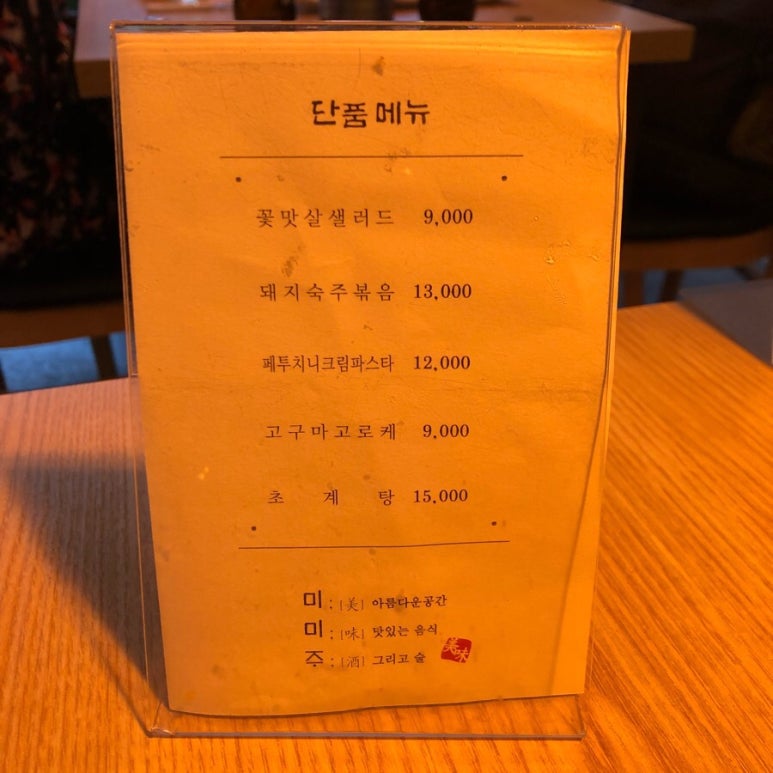 단품메뉴
꽃맛살샐러드 9,000
돼지숙주볶음 13,000
페투치니크림파스타 12,000
고구마고로케 9,000
초계탕 15,000
미 : [美] 아름다운공간
미 : [味] 맛있는 음식
주 : [酒] 그리고 술
美味